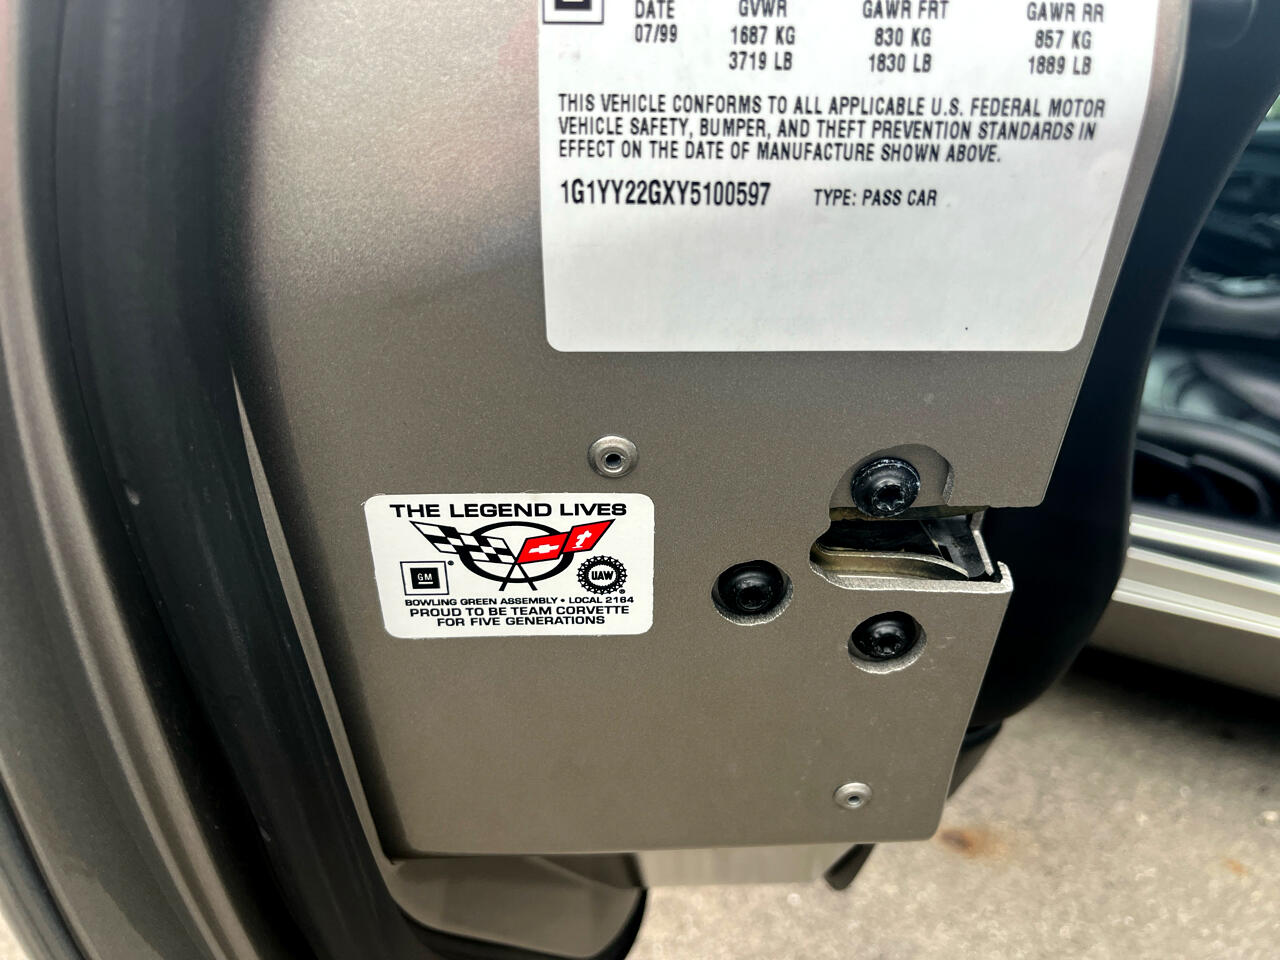 DATE GVWR GAWR FRT GAWR RR
07/99 1687 KG 830 KG 857 KG
3719 LB 1830 LB 1889 LB
THIS VEHICLE CONFORMS TO ALL APPLICABLE U.S. FEDERAL MOTOR
VEHICLE SAFETY, BUMPER, AND THEFT PREVENTION STANDARDS IN
EFFECT ON THE DATE OF MANUFACTURE SHOWN ABOVE.
1G1YY22GXY5100597 TYPE: PASS CAR
THE LEGEND LIVES
GM ® UAW ®
BOWLING GREEN ASSEMBLY • LOCAL 2164
PROUD TO BE TEAM CORVETTE
FOR FIVE GENERATIONS